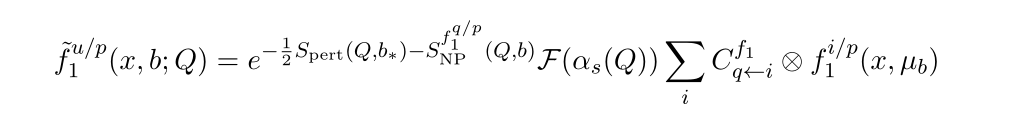 $\tilde{f}_1^{u/p}(x, b; Q) = e^{-\frac{1}{2} S_{\text{pert}}(Q, b_*) - S_{\text{NP}}^{f_1^{q/p}}(Q, b)} \mathcal{F}(\alpha_s(Q)) \sum_i C_{q \leftarrow i}^{f_1} \otimes f_1^{i/p}(x, \mu_b)$